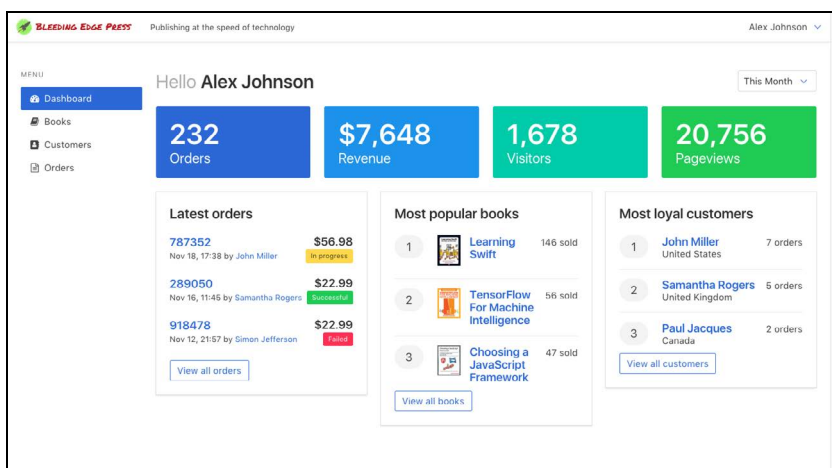 BLEEDING EDGE PRESS
Publishing at the speed of technology
Alex Johnson
MENU
Dashboard
Books
Customers
Orders
Hello Alex Johnson
This Month
232
Orders
$7,648
Revenue
1,678
Visitors
20,756
Pageviews
Latest orders
787352
$56.98
Nov 18, 17:38 by John Miller
In progress
289050
$22.99
Nov 16, 11:45 by Samantha Rogers
Successful
918478
$22.99
Nov 12, 21:57 by Simon Jefferson
Failed
View all orders
Most popular books
1
Learning
Swift
146 sold
2
TensorFlow
For Machine
Intelligence
56 sold
3
Choosing a
JavaScript
Framework
47 sold
View all books
Most loyal customers
1
John Miller
United States
7 orders
2
Samantha Rogers
United Kingdom
5 orders
3
Paul Jacques
Canada
2 orders
View all customers